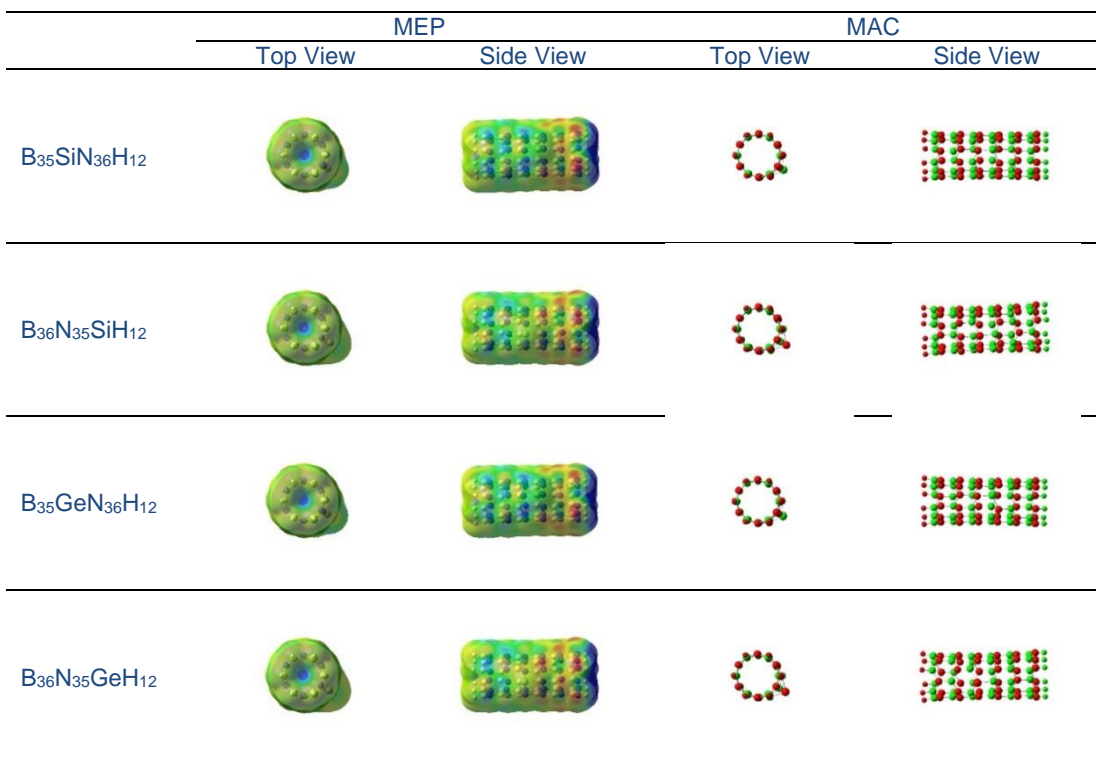 MEP MAC
Top View Side View Top View Side View
B₃₅SiN₃₆H₁₂
B₃₆N₃₅SiH₁₂
B₃₅GeN₃₆H₁₂
B₃₆N₃₅GeH₁₂